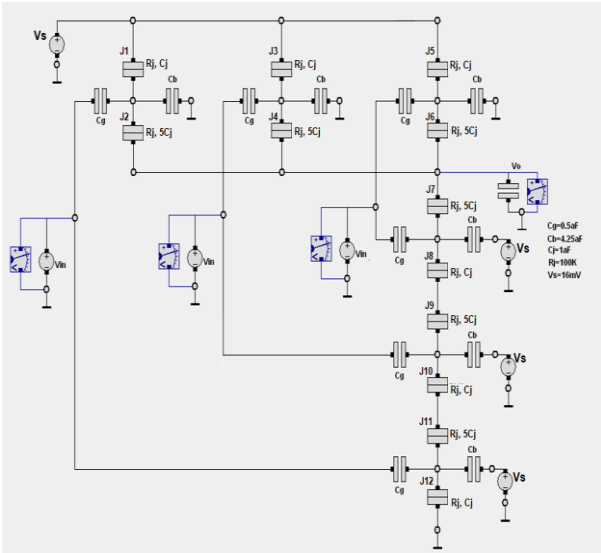 Vs
J1
Rj, Cj
J3
Rj, Cj
J5
Rj, Cj
Cb
Cb
Cb
Cg
J2
Rj, 5Cj
Cg
J4
Rj, 5Cj
Cg
J6
Rj, 5Cj
Vo
J7
Rj, 5Cj
Cg=0.5aF
Cb=4.25aF
Cj=1aF
Rj=100K
Vs=16mV
Cb
Vs
Vin
Vin
Vin
Cg
J8
Rj, Cj
J9
Rj, 5Cj
Cb
Vs
Cg
J10
Rj, Cj
J11
Rj, 5Cj
Cb
Vs
Cg
J12
Rj, Cj